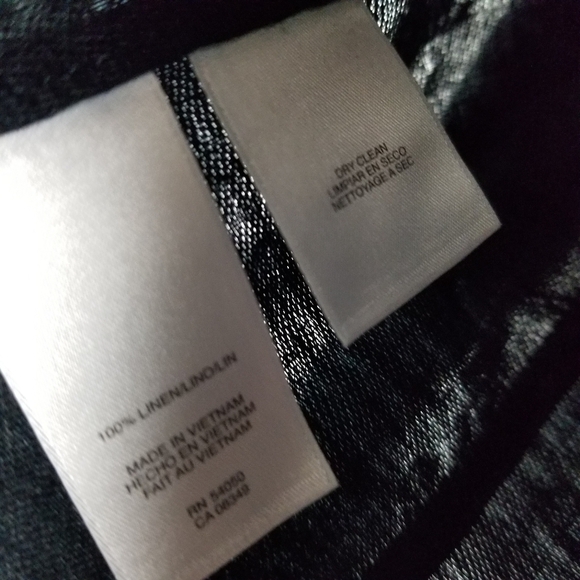 100% LINEN/LINO/LIN
MADE IN VIETNAM
HECHO EN VIETNAM
FAIT AU VIETNAM
RN 54050
CA 08349
DRY CLEAN
LIMPIAR EN SECO
NETTOYAGE A SEC